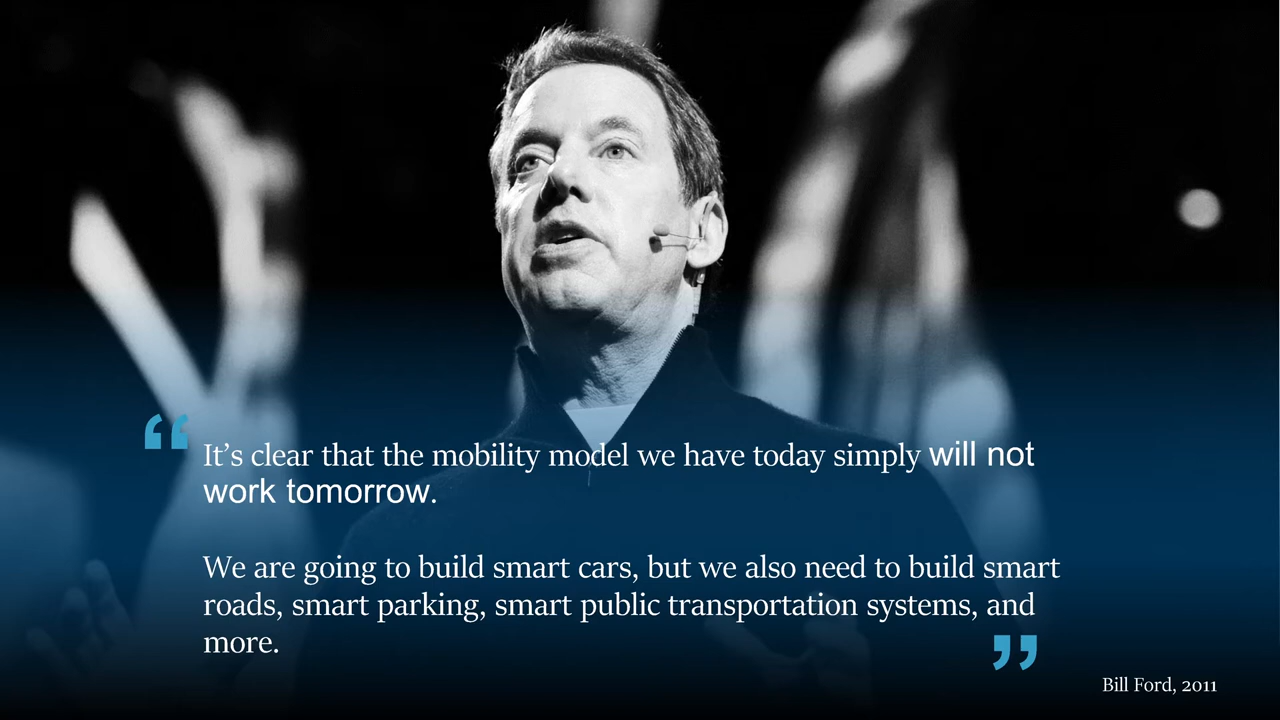 “ It’s clear that the mobility model we have today simply will not
work tomorrow.
We are going to build smart cars, but we also need to build smart
roads, smart parking, smart public transportation systems, and
more. ”
Bill Ford, 2011